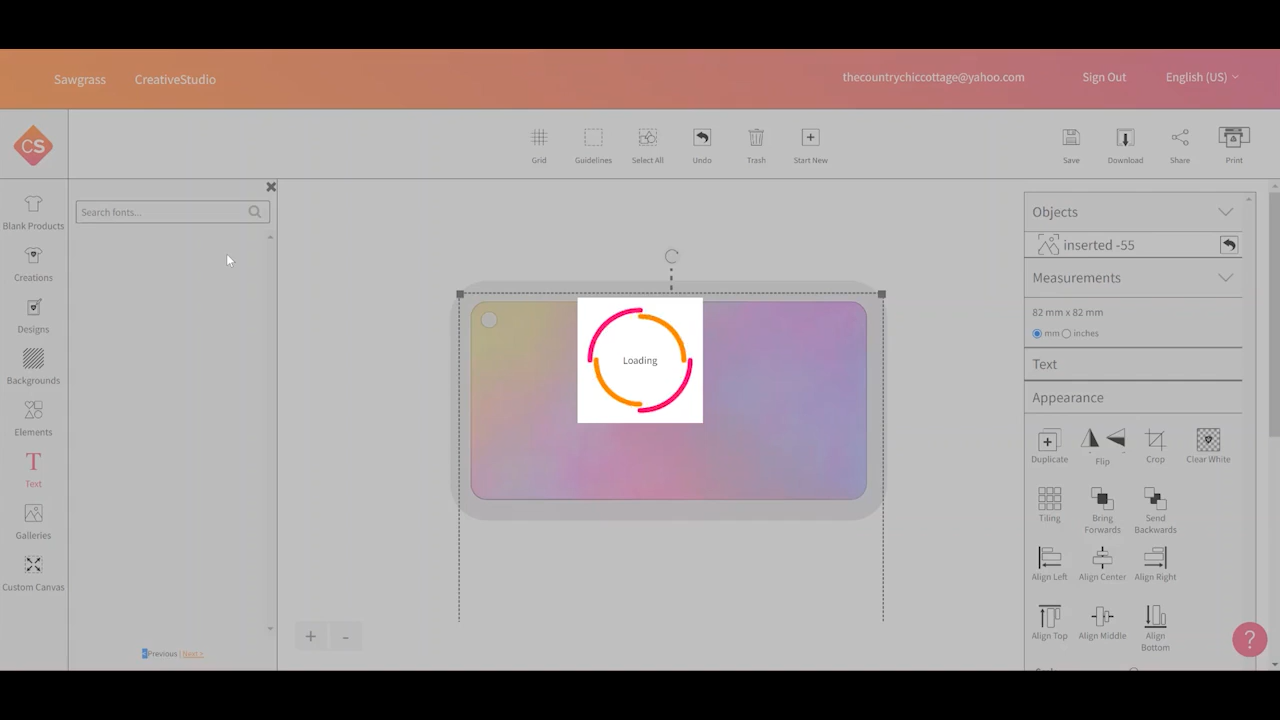 Sawgrass
CreativeStudio
thecountrychiccottage@yahoo.com
Sign Out
English (US)
CS
Grid
Guidelines
Select All
Undo
Trash
Start New
Save
Download
Share
Print
Blank Products
Creations
Designs
Backgrounds
Elements
T
Text
Galleries
Custom Canvas
Search fonts...
< Previous | Next >
Loading
+
-
Objects
inserted -55
Measurements
82 mm x 82 mm
mm inches
Text
Appearance
Duplicate
Flip
Crop
Clear White
Tiling
Bring
Forwards
Send
Backwards
Align Left
Align Center
Align Right
Align Top
Align Middle
Align
Bottom
?